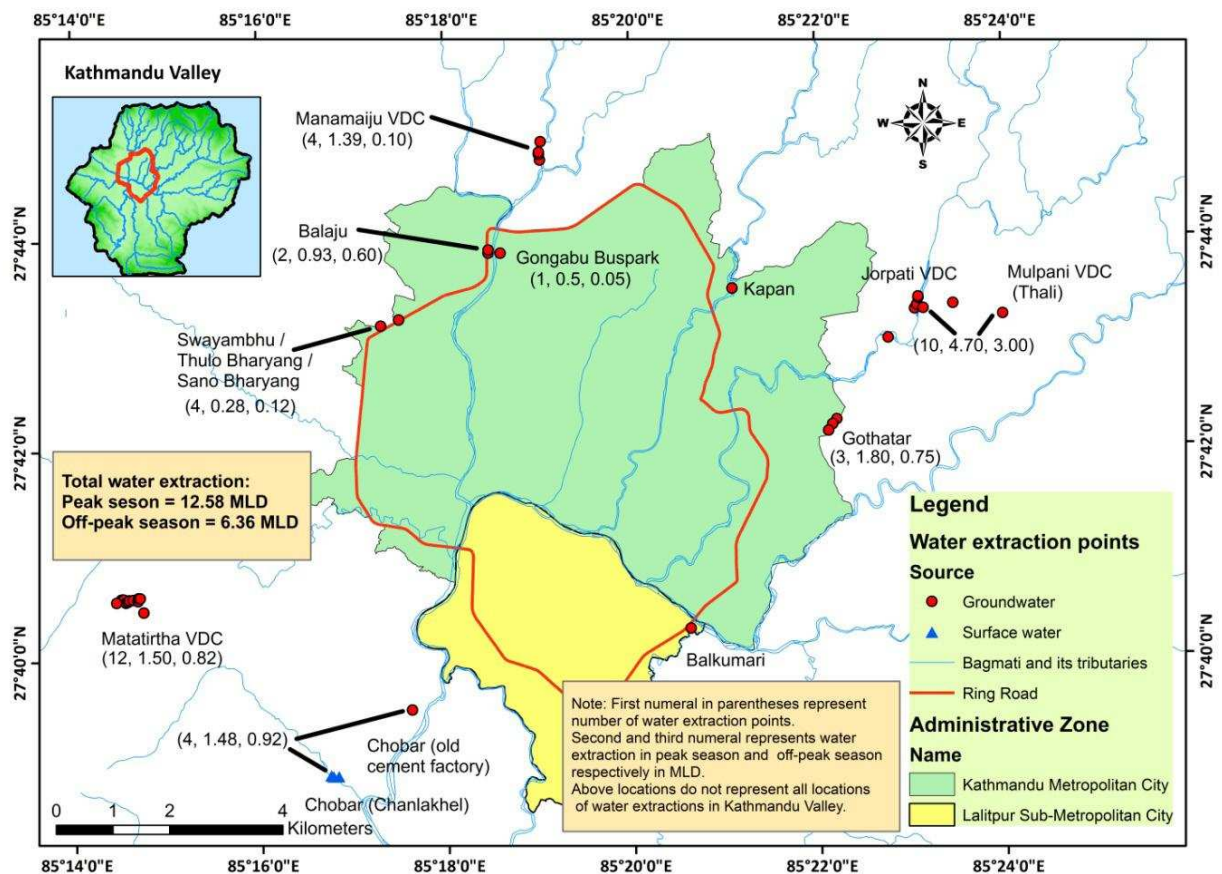 85°14'0"E 85°16'0"E 85°18'0"E 85°20'0"E 85°22'0"E 85°24'0"E
Kathmandu Valley
Manamaiju VDC
(4, 1.39, 0.10)
N
W E
S
27°44'0"N
27°44'0"N
Balaju
(2, 0.93, 0.60)
Gongabu Buspark
(1, 0.5, 0.05)
Kapan
Jorpati VDC
Mulpani VDC
(Thali)
(10, 4.70, 3.00)
Swayambhu /
Thulo Bharyang /
Sano Bharyang
(4, 0.28, 0.12)
27°42'0"N
27°42'0"N
Gothatar
(3, 1.80, 0.75)
Total water extraction:
Peak seson = 12.58 MLD
Off-peak season = 6.36 MLD
Matatirtha VDC
(12, 1.50, 0.82)
27°40'0"N
27°40'0"N
Balkumari
(4, 1.48, 0.92)
Chobar (old
cement factory)
Chobar (Chanlakhel)
0 1 2 4
Kilometers
Note: First numeral in parentheses represent
number of water extraction points.
Second and third numeral represents water
extraction in peak season and off-peak season
respectively in MLD.
Above locations do not represent all locations
of water extractions in Kathmandu Valley.
Legend
Water extraction points
Source
Groundwater
Surface water
Bagmati and its tributaries
Ring Road
Administrative Zone
Name
Kathmandu Metropolitan City
Lalitpur Sub-Metropolitan City
85°14'0"E 85°16'0"E 85°18'0"E 85°20'0"E 85°22'0"E 85°24'0"E